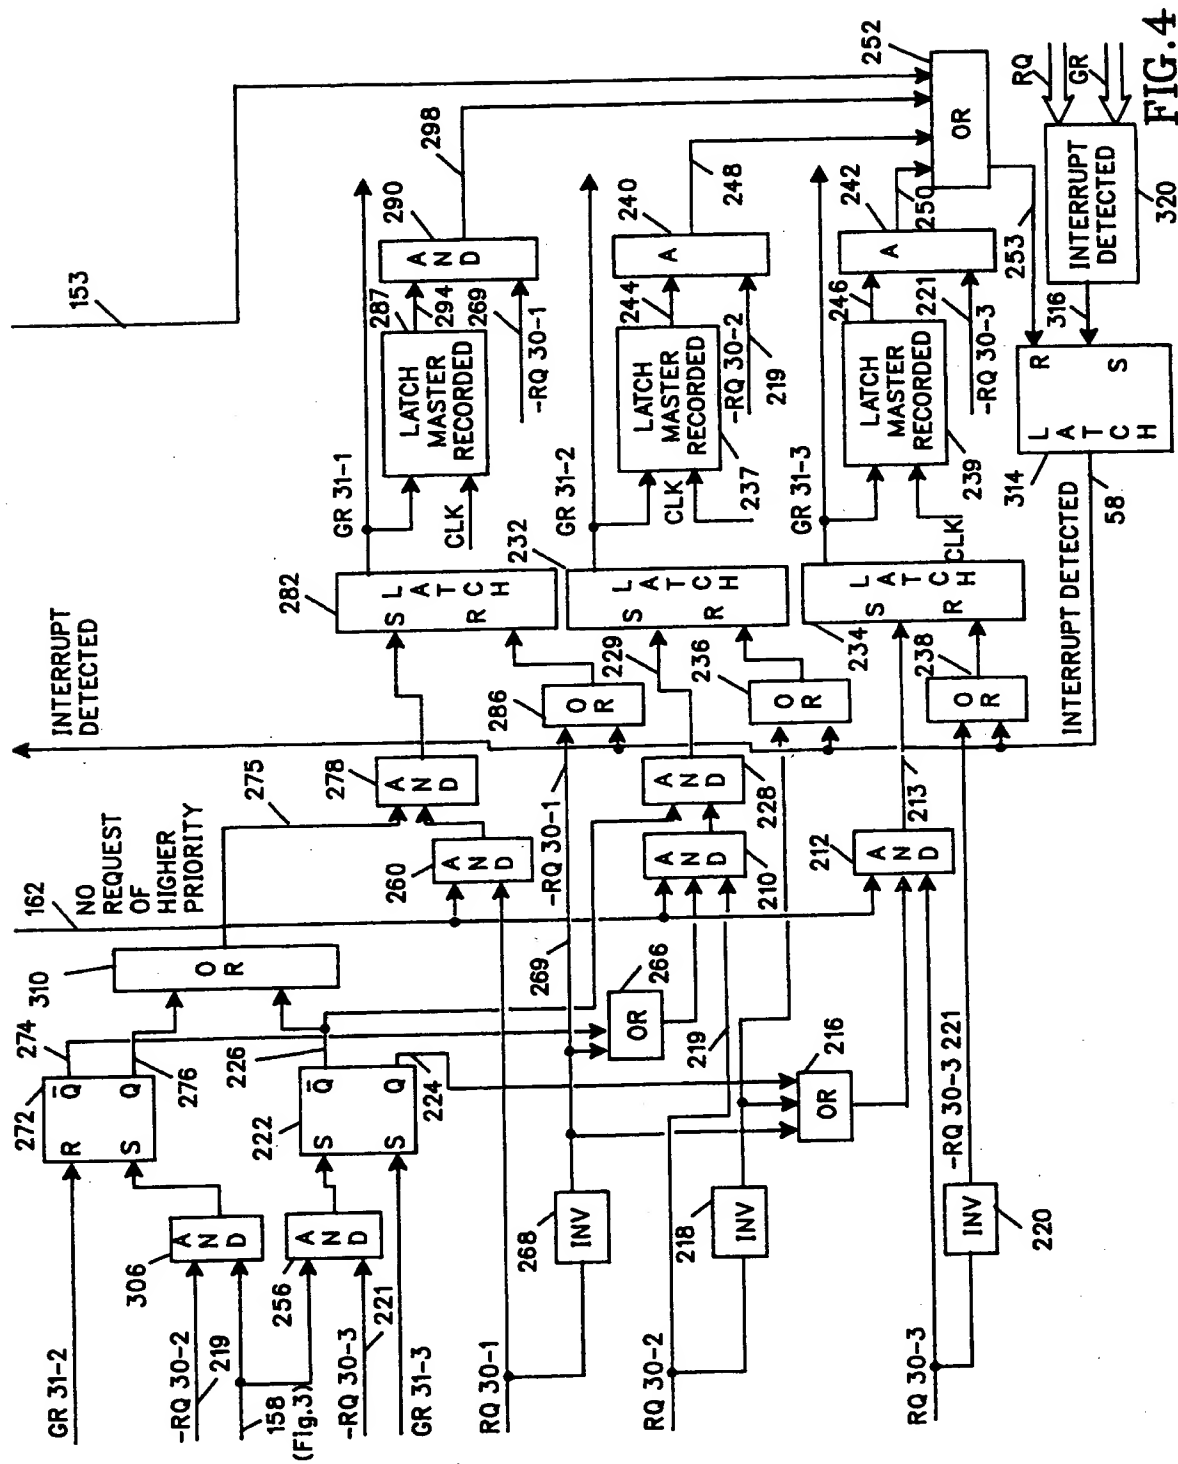 153
162
NO REQUEST
OF HIGHER
PRIORITY
INTERRUPT
DETECTED
310
OR
274
272
R
Q̅
S
Q
276
226
222
S
Q̅
S
Q
224
GR 31-2
306
AND
-RQ 30-2
219
256
AND
158
(Fig.3)
-RQ 30-3
221
GR 31-3
RQ 30-1
268
INV
RQ 30-2
218
INV
RQ 30-3
INV
220
275
278
AND
260
AND
-RQ 30-1
269
266
OR
219
216
OR
-RQ 30-3 221
210
AND
228
AND
212
AND
213
282
S
R
LATCH
286
OR
229
232
S
R
LATCH
236
OR
234
S
R
LATCH
238
OR
GR 31-1
CLK
LATCH
MASTER
RECORDED
287
294
269
-RQ 30-1
290
AND
298
GR 31-2
CLK
237
LATCH
MASTER
RECORDED
244
-RQ 30-2
219
240
A
248
GR 31-3
CLK
239
LATCH
MASTER
RECORDED
246
221
-RQ 30-3
242
A
250
252
OR
253
INTERRUPT DETECTED
58
314
LATCH
R
S
316
INTERRUPT
DETECTED
320
RQ
GR
FIG.4